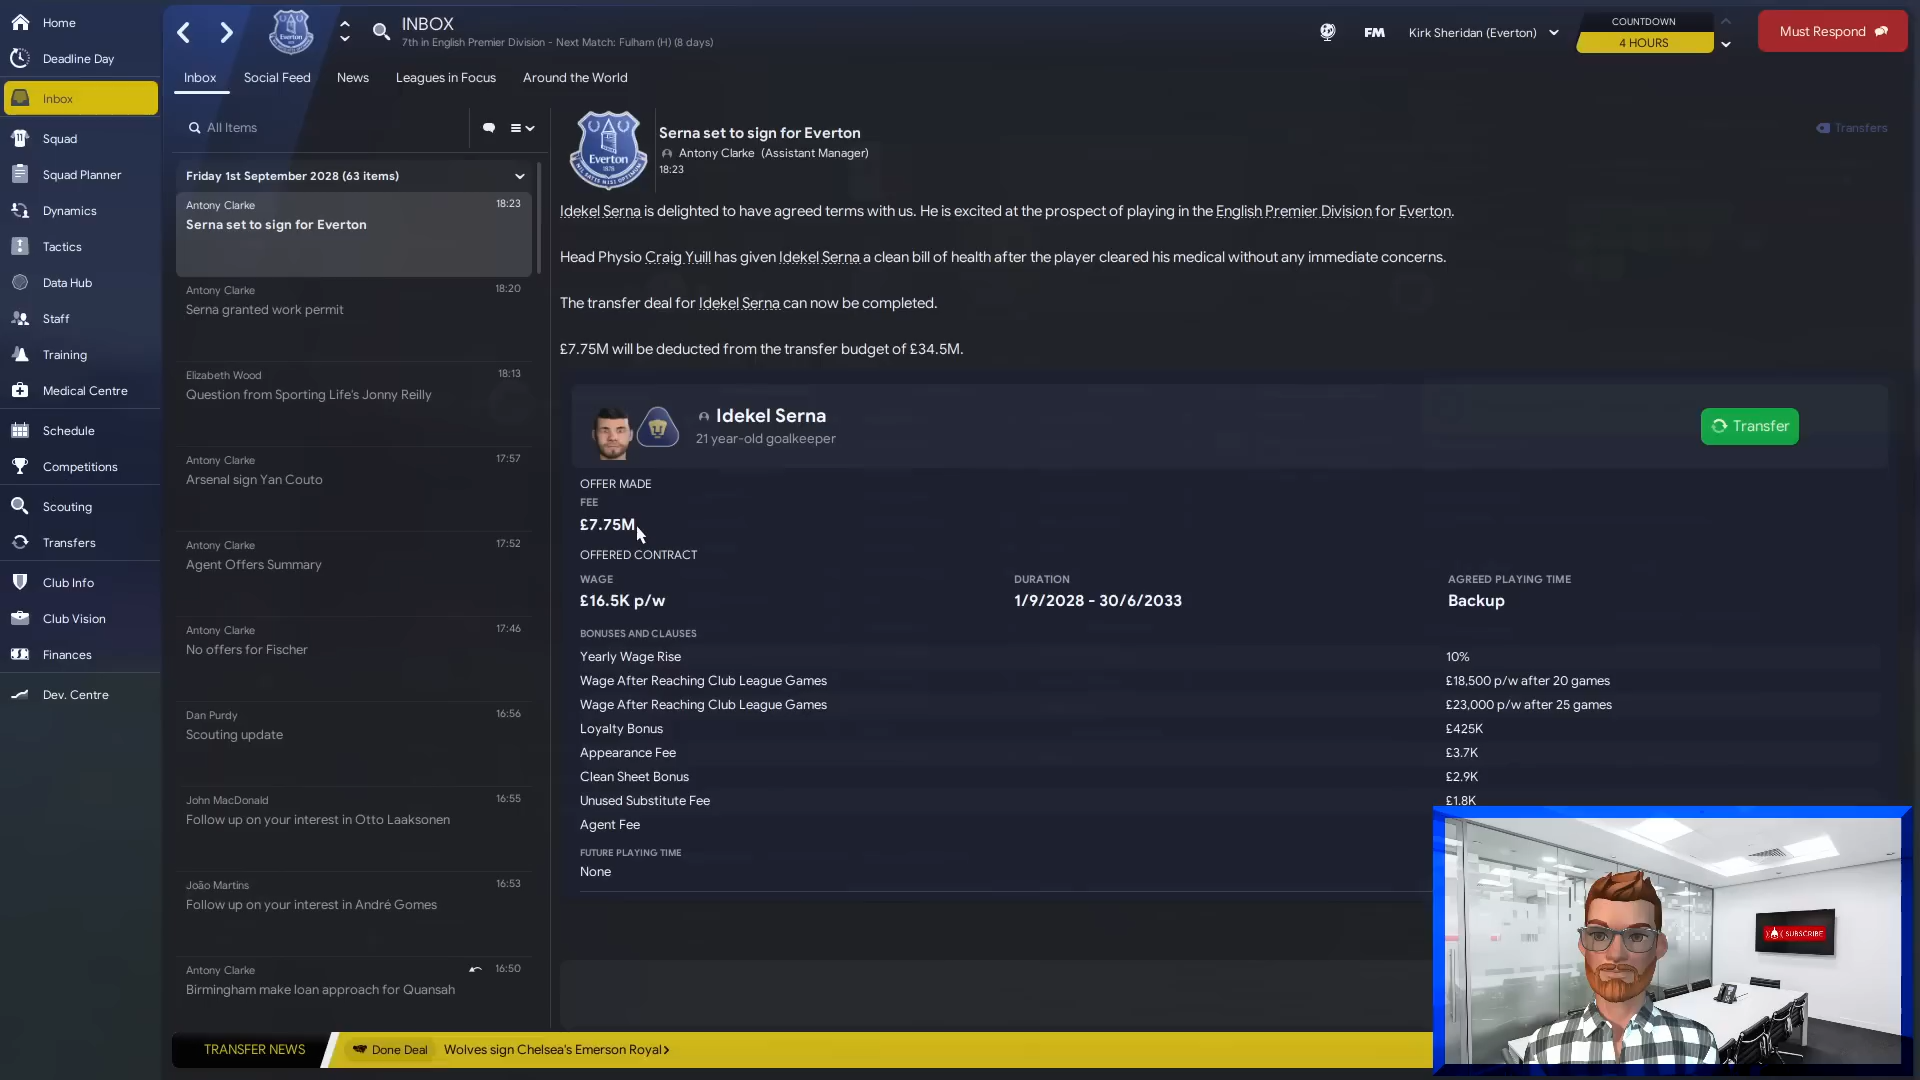 Home
Deadline Day
Inbox
Squad
Squad Planner
Dynamics
Tactics
Data Hub
Staff
Training
Medical Centre
Schedule
Competitions
Scouting
Transfers
Club Info
Club Vision
Finances
Dev. Centre
INBOX
7th in English Premier Division - Next Match: Fulham (H) (8 days)
FM
Kirk Sheridan (Everton)
COUNTDOWN
4 HOURS
Must Respond
Inbox Social Feed News Leagues in Focus Around the World
All Items
Friday 1st September 2028 (63 items)
Antony Clarke 18:23
Serna set to sign for Everton
Antony Clarke 18:20
Serna granted work permit
Elizabeth Wood 18:13
Question from Sporting Life's Jonny Reilly
Antony Clarke 17:57
Arsenal sign Yan Couto
Antony Clarke 17:52
Agent Offers Summary
Antony Clarke 17:46
No offers for Fischer
Dan Purdy 16:56
Scouting update
John MacDonald 16:55
Follow up on your interest in Otto Laaksonen
João Martins 16:53
Follow up on your interest in André Gomes
Antony Clarke 16:50
Birmingham make loan approach for Quansah
Everton
Serna set to sign for Everton
Antony Clarke (Assistant Manager)
18:23
Transfers
Idekel Serna is delighted to have agreed terms with us. He is excited at the prospect of playing in the English Premier Division for Everton.
Head Physio Craig Yuill has given Idekel Serna a clean bill of health after the player cleared his medical without any immediate concerns.
The transfer deal for Idekel Serna can now be completed.
£7.75M will be deducted from the transfer budget of £34.5M.
Idekel Serna
21 year-old goalkeeper
Transfer
OFFER MADE
FEE
£7.75M
OFFERED CONTRACT
WAGE DURATION AGREED PLAYING TIME
£16.5K p/w 1/9/2028 - 30/6/2033 Backup
BONUSES AND CLAUSES
Yearly Wage Rise 10%
Wage After Reaching Club League Games £18,500 p/w after 20 games
Wage After Reaching Club League Games £23,000 p/w after 25 games
Loyalty Bonus £425K
Appearance Fee £3.7K
Clean Sheet Bonus £2.9K
Unused Substitute Fee £1.8K
Agent Fee
FUTURE PLAYING TIME
None
SUBSCRIBE
TRANSFER NEWS
Done Deal Wolves sign Chelsea's Emerson Royal